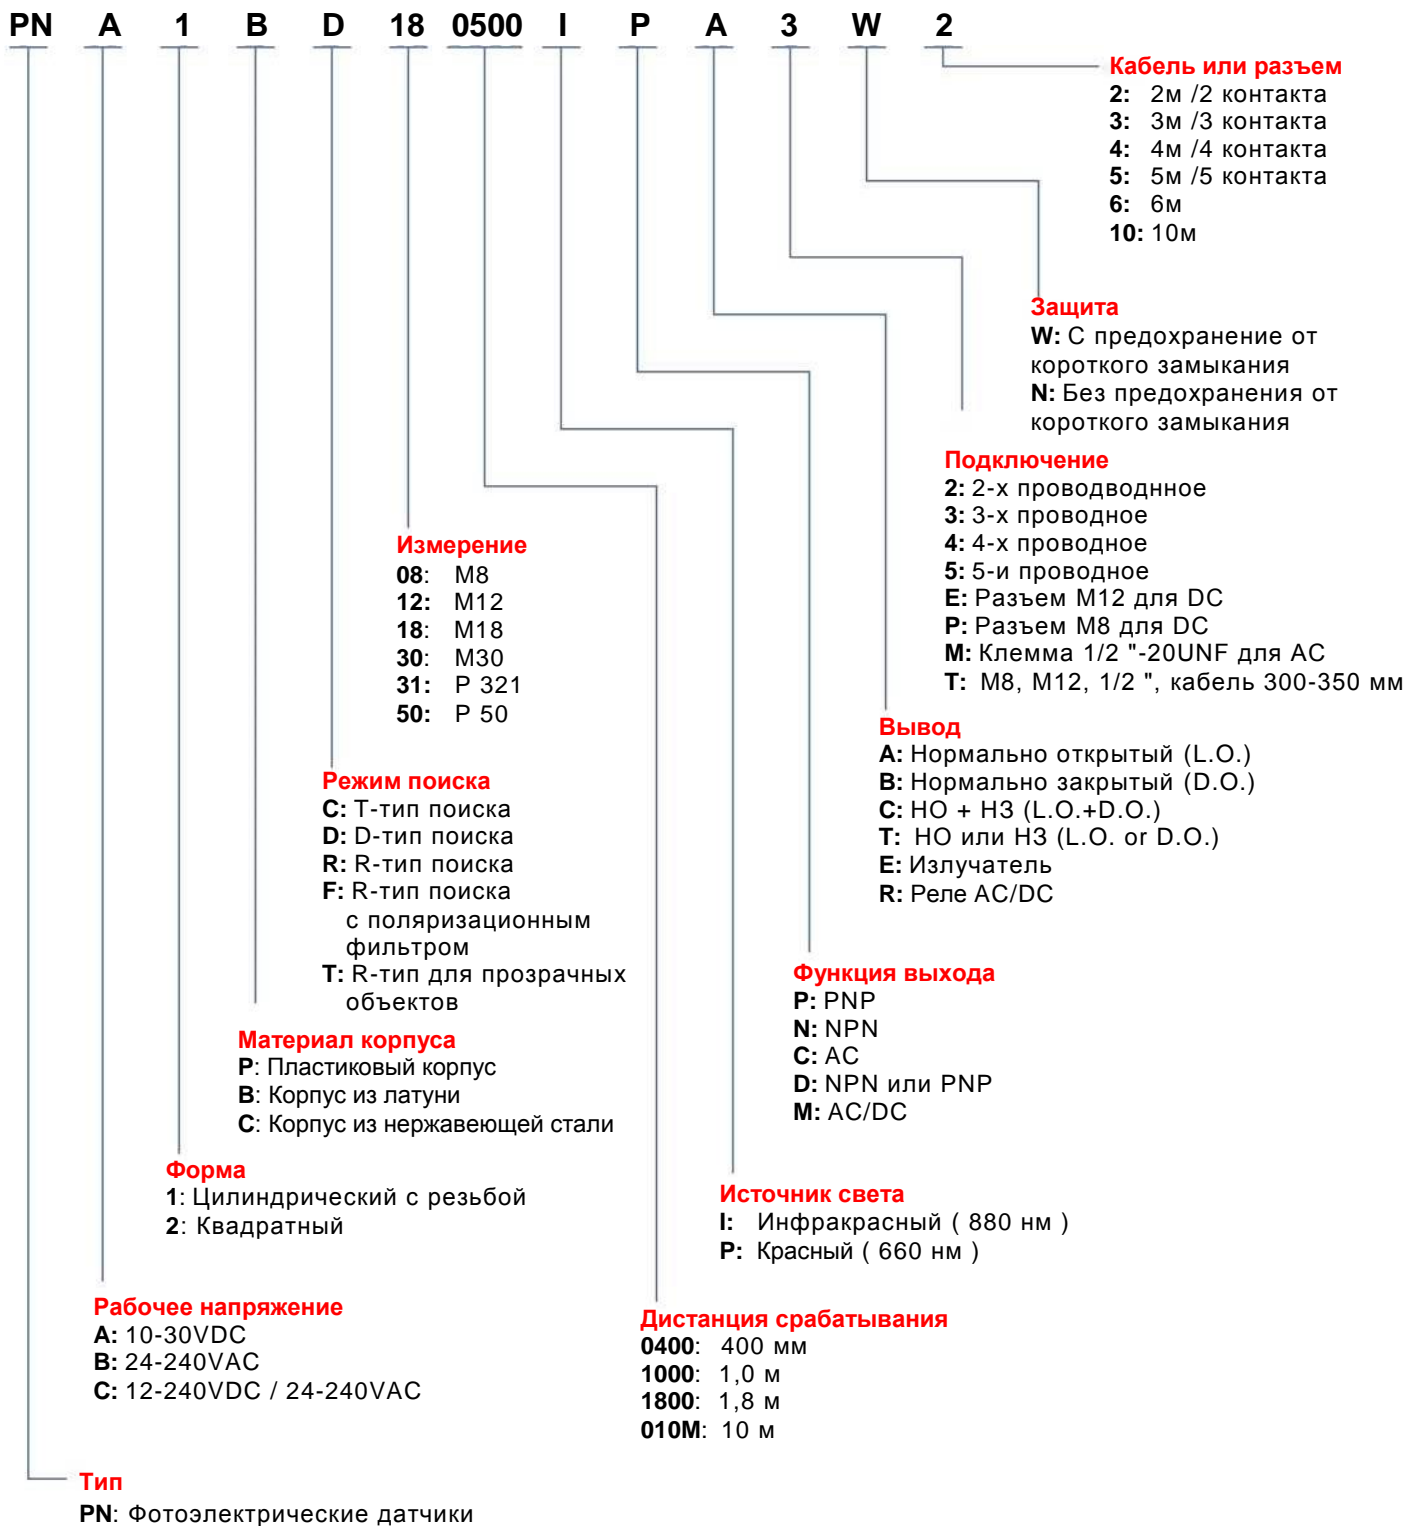 PN A 1 B D 18 0500 I P A 3 W 2
Кабель или разъем
2: 2м /2 контакта
3: 3м /3 контакта
4: 4м /4 контакта
5: 5м /5 контакта
6: 6м
10: 10м
Защита
W: С предохранение от
короткого замыкания
N: Без предохранения от
короткого замыкания
Подключение
2: 2-х проводводнное
3: 3-х проводное
4: 4-х проводное
5: 5-и проводное
E: Разъем M12 для DC
P: Разъем M8 для DC
M: Клемма 1/2 "-20UNF для AC
T: M8, M12, 1/2 ", кабель 300-350 мм
Измерение
08: M8
12: M12
18: M18
30: M30
31: P 321
50: P 50
Вывод
A: Нормально открытый (L.O.)
B: Нормально закрытый (D.O.)
C: НО + НЗ (L.O.+D.O.)
T: НО или НЗ (L.O. or D.O.)
E: Излучатель
R: Реле AC/DC
Режим поиска
C: T-тип поиска
D: D-тип поиска
R: R-тип поиска
F: R-тип поиска
с поляризационным
фильтром
T: R-тип для прозрачных
объектов
Функция выхода
P: PNP
N: NPN
C: AC
D: NPN или PNP
M: AC/DC
Материал корпуса
P: Пластиковый корпус
B: Корпус из латуни
C: Корпус из нержавеющей стали
Форма
1: Цилиндрический с резьбой
2: Квадратный
Источник света
I: Инфракрасный ( 880 нм )
P: Красный ( 660 нм )
Рабочее напряжение
A: 10-30VDC
B: 24-240VAC
C: 12-240VDC / 24-240VAC
Дистанция срабатывания
0400: 400 мм
1000: 1,0 м
1800: 1,8 м
010M: 10 м
Тип
PN: Фотоэлектрические датчики